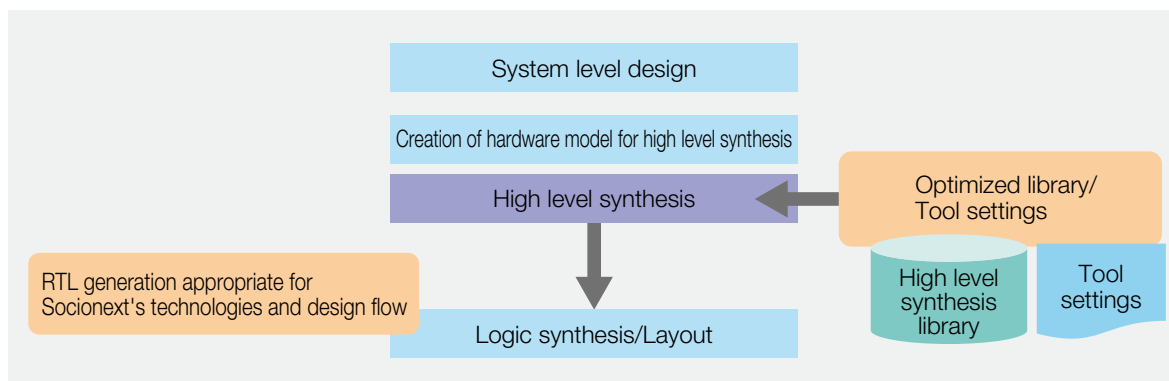 System level design
Creation of hardware model for high level synthesis
High level synthesis
Optimized library/
Tool settings
High level
synthesis
library
Tool
settings
RTL generation appropriate for
Socionext's technologies and design flow
Logic synthesis/Layout